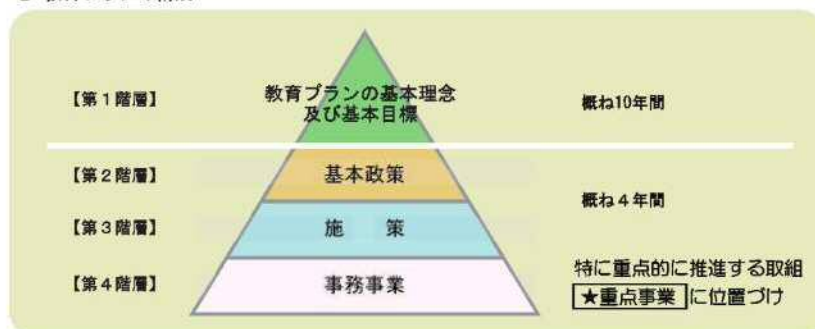 【第1階層】
教育プランの基本理念
及び基本目標
概ね10年間
【第2階層】
基本政策
概ね4年間
【第3階層】
施　　策
【第4階層】
事務事業
特に重点的に推進する取組
★重点事業 に位置づけ